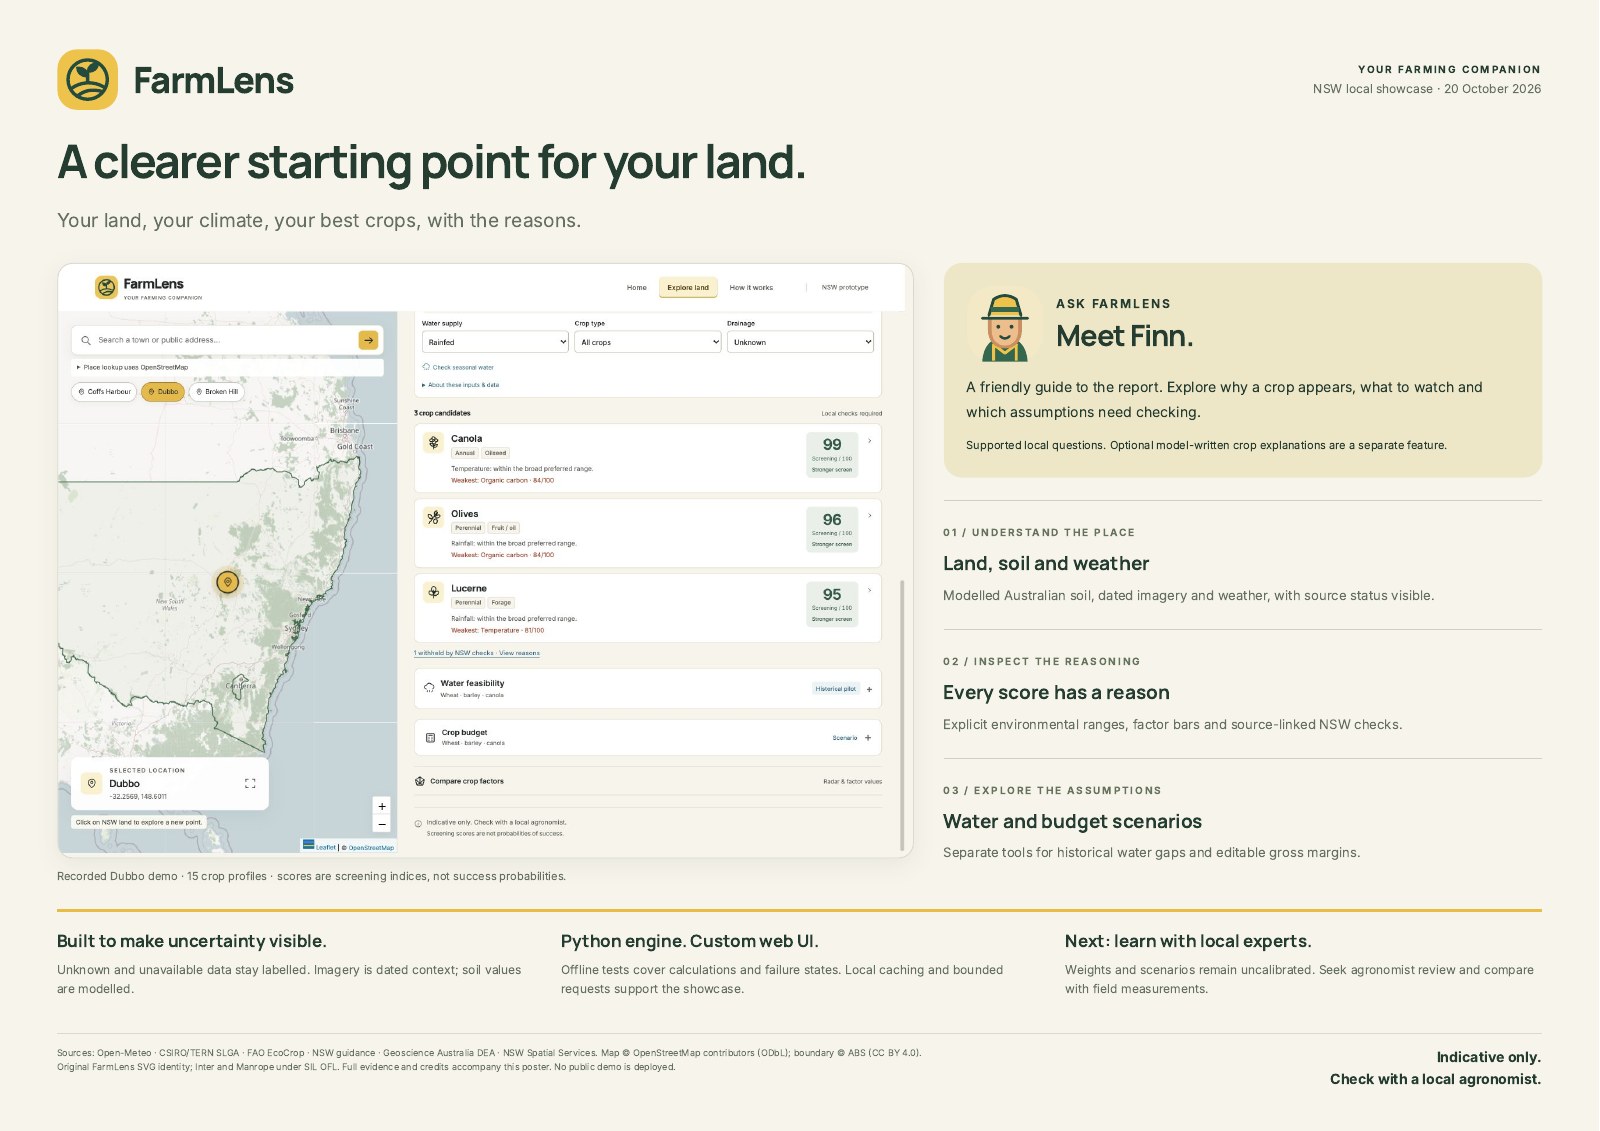 FarmLens
YOUR FARMING COMPANION
NSW local showcase · 20 October 2026
A clearer starting point for your land.
Your land, your climate, your best crops, with the reasons.
FarmLens
YOUR FARMING COMPANION
Home
Explore land
How it works
NSW prototype
Search a town or public address...
▸ Place lookup uses OpenStreetMap
Coffs Harbour
Dubbo
Broken Hill
Sunshine
Coast
Brisbane
Toowoomba
Gold Coast
New South
Wales
Gosford
Sydney
Wollongong
Canberra
Victoria
SELECTED LOCATION
Dubbo
-32.2569, 148.6011
Click on NSW land to explore a new point.
+
−
Leaflet | © OpenStreetMap
Water supply
Crop type
Drainage
Rainfed
All crops
Unknown
Check seasonal water
▸ About these inputs & data
3 crop candidates
Local checks required
Canola
Annual
Oilseed
Temperature: within the broad preferred range.
Weakest: Organic carbon · 84/100
99
Screening / 100
Stronger screen
Olives
Perennial
Fruit / oil
Rainfall: within the broad preferred range.
Weakest: Organic carbon · 84/100
96
Screening / 100
Stronger screen
Lucerne
Perennial
Forage
Rainfall: within the broad preferred range.
Weakest: Temperature · 81/100
95
Screening / 100
Stronger screen
1 withheld by NSW checks · View reasons
Water feasibility
Wheat · barley · canola
Historical pilot
+
Crop budget
Wheat · barley · canola
Scenario
+
Compare crop factors
Radar & factor values
Indicative only. Check with a local agronomist.
Screening scores are not probabilities of success.
Recorded Dubbo demo · 15 crop profiles · scores are screening indices, not success probabilities.
ASK FARMLENS
Meet Finn.
A friendly guide to the report. Explore why a crop appears, what to watch and
which assumptions need checking.
Supported local questions. Optional model-written crop explanations are a separate feature.
01 / UNDERSTAND THE PLACE
Land, soil and weather
Modelled Australian soil, dated imagery and weather, with source status visible.
02 / INSPECT THE REASONING
Every score has a reason
Explicit environmental ranges, factor bars and source-linked NSW checks.
03 / EXPLORE THE ASSUMPTIONS
Water and budget scenarios
Separate tools for historical water gaps and editable gross margins.
Built to make uncertainty visible.
Unknown and unavailable data stay labelled. Imagery is dated context; soil values
are modelled.
Python engine. Custom web UI.
Offline tests cover calculations and failure states. Local caching and bounded
requests support the showcase.
Next: learn with local experts.
Weights and scenarios remain uncalibrated. Seek agronomist review and compare
with field measurements.
Sources: Open-Meteo · CSIRO/TERN SLGA · FAO EcoCrop · NSW guidance · Geoscience Australia DEA · NSW Spatial Services. Map © OpenStreetMap contributors (ODbL); boundary © ABS (CC BY 4.0).
Original FarmLens SVG identity; Inter and Manrope under SIL OFL. Full evidence and credits accompany this poster. No public demo is deployed.
Indicative only.
Check with a local agronomist.